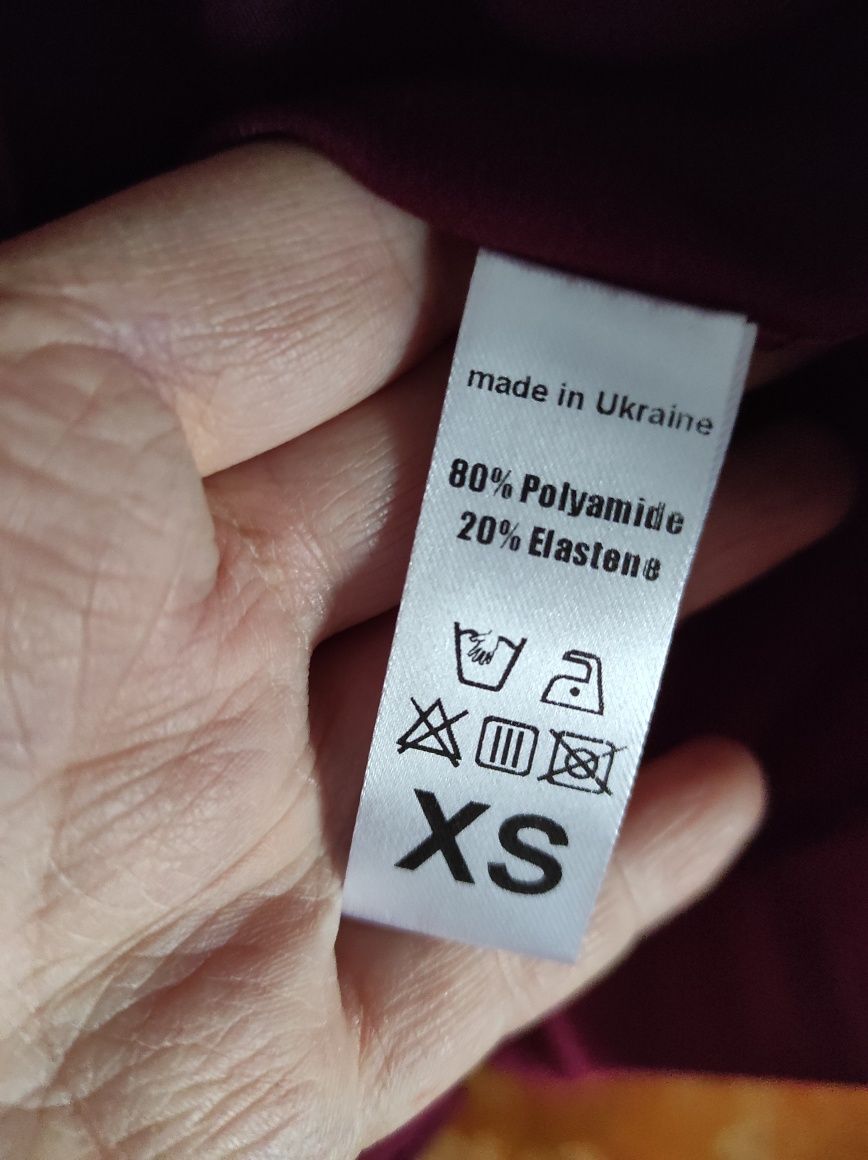 made in Ukraine
80% Polyamide
20% Elastene
XS